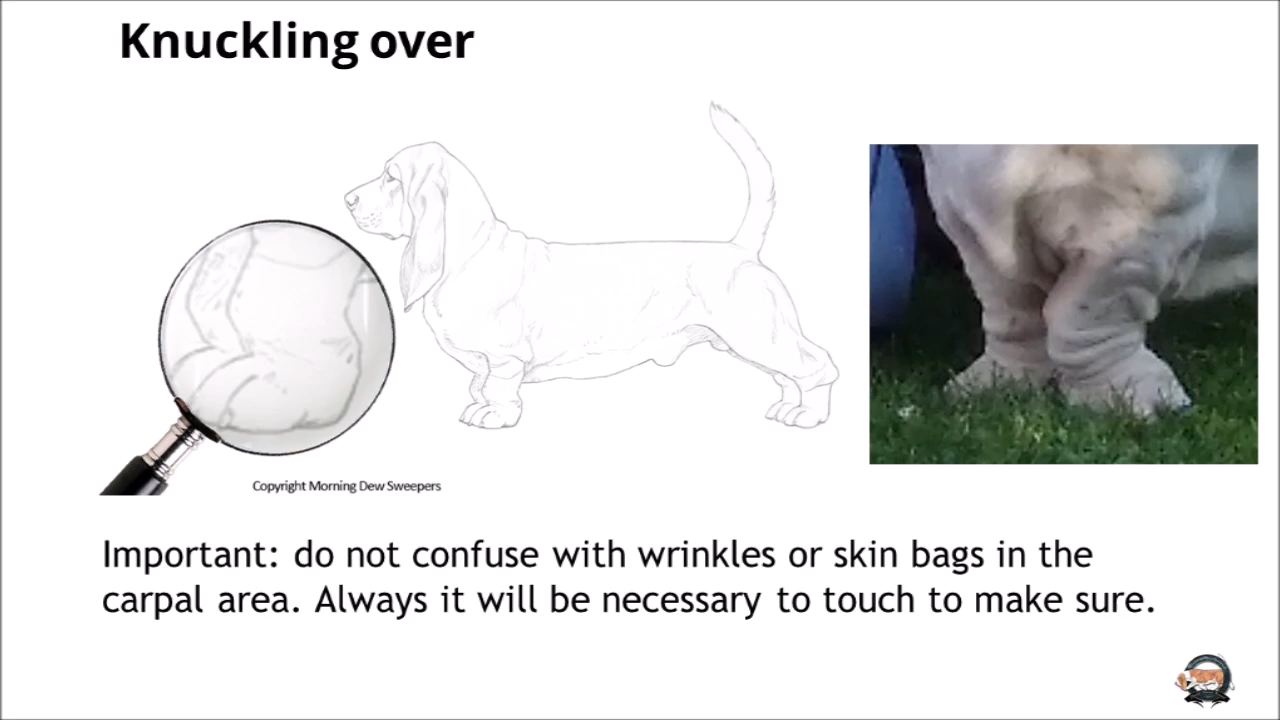 Knuckling over
Copyright Morning Dew Sweepers
Important: do not confuse with wrinkles or skin bags in the
carpal area. Always it will be necessary to touch to make sure.